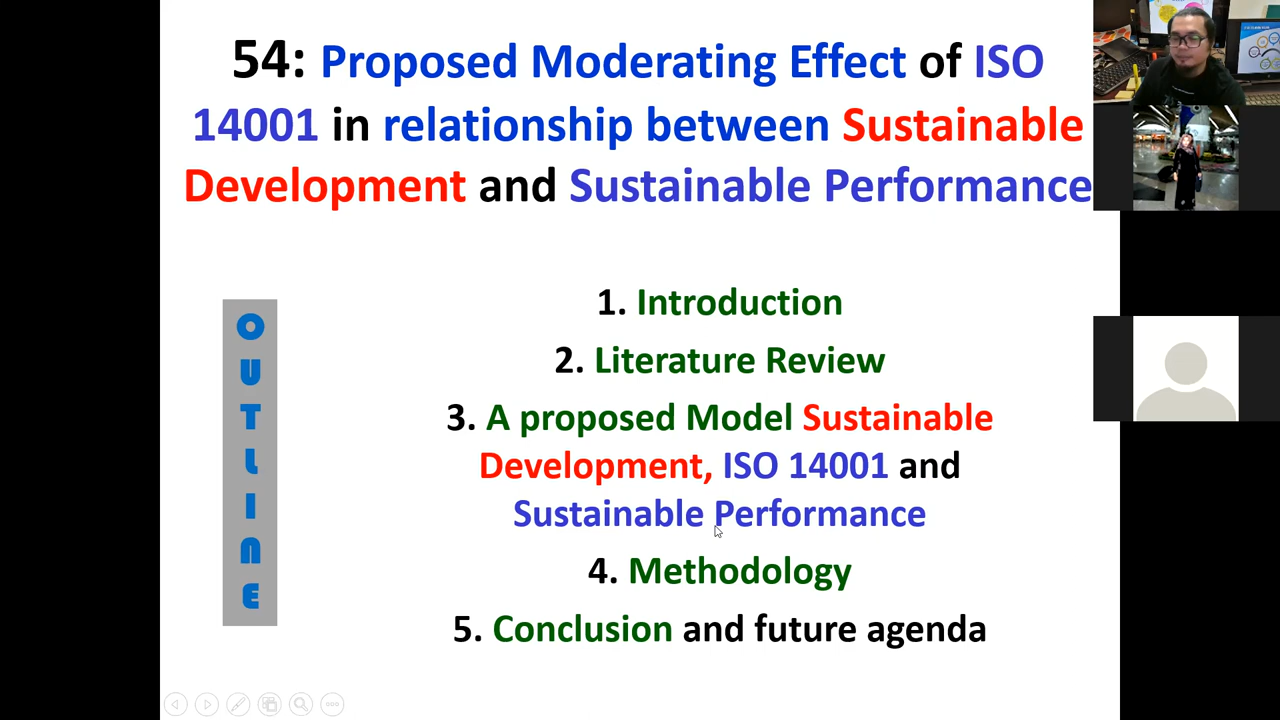 54: Proposed Moderating Effect of ISO
14001 in relationship between Sustainable
Development and Sustainable Performance
OUTLINE
1. Introduction
2. Literature Review
3. A proposed Model Sustainable
Development, ISO 14001 and
Sustainable Performance
4. Methodology
5. Conclusion and future agenda